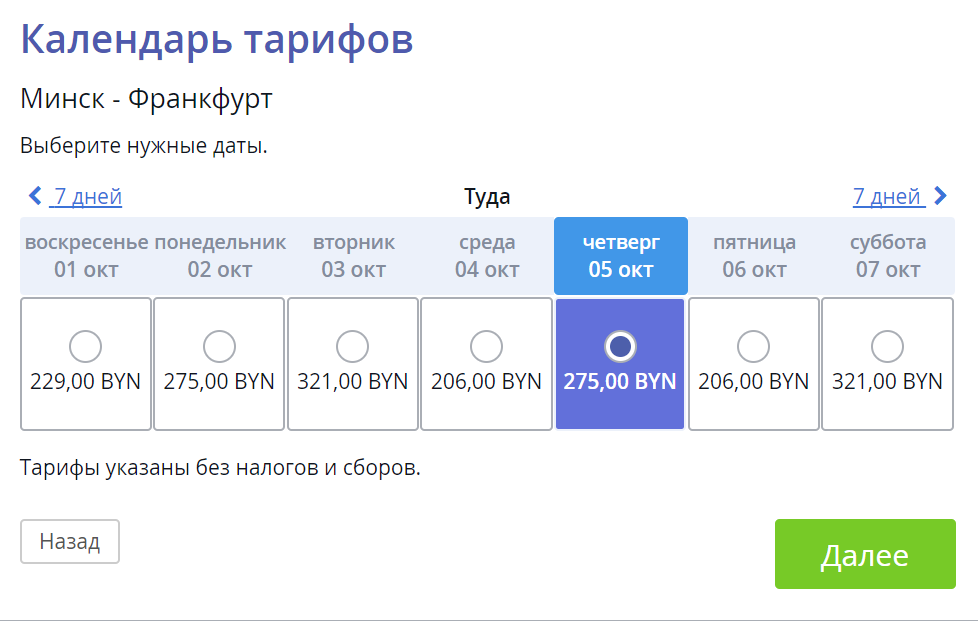 Календарь тарифов
Минск - Франкфурт
Выберите нужные даты.
7 дней Туда 7 дней
воскресенье понедельник вторник среда четверг пятница суббота
01 окт 02 окт 03 окт 04 окт 05 окт 06 окт 07 окт
229,00 BYN 275,00 BYN 321,00 BYN 206,00 BYN 275,00 BYN 206,00 BYN 321,00 BYN
Тарифы указаны без налогов и сборов.
Назад
Далее